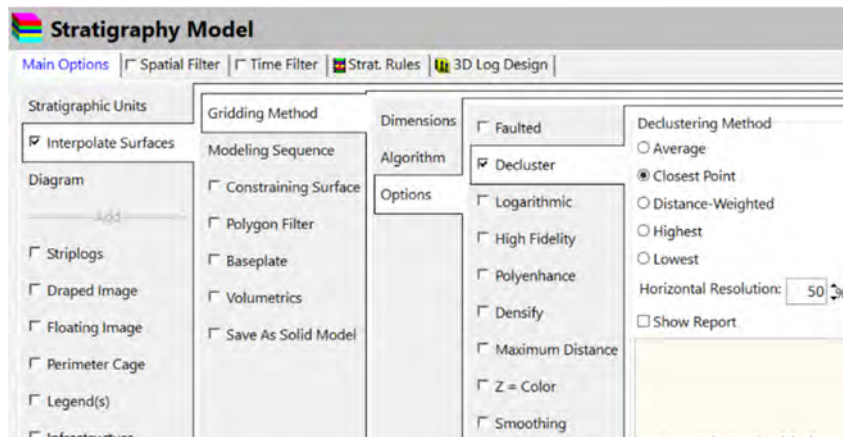 Stratigraphy Model
Main Options
Spatial Filter
Time Filter
Strat. Rules
3D Log Design
Stratigraphic Units
Interpolate Surfaces
Diagram
Add
Striplogs
Draped Image
Floating Image
Perimeter Cage
Legend(s)
Infrastructure
Gridding Method
Modeling Sequence
Constraining Surface
Polygon Filter
Baseplate
Volumetrics
Save As Solid Model
Dimensions
Algorithm
Options
Faulted
Decluster
Logarithmic
High Fidelity
Polyenhance
Densify
Maximum Distance
Z = Color
Smoothing
Declustering Method
Average
Closest Point
Distance-Weighted
Highest
Lowest
Horizontal Resolution: 50 %
Show Report